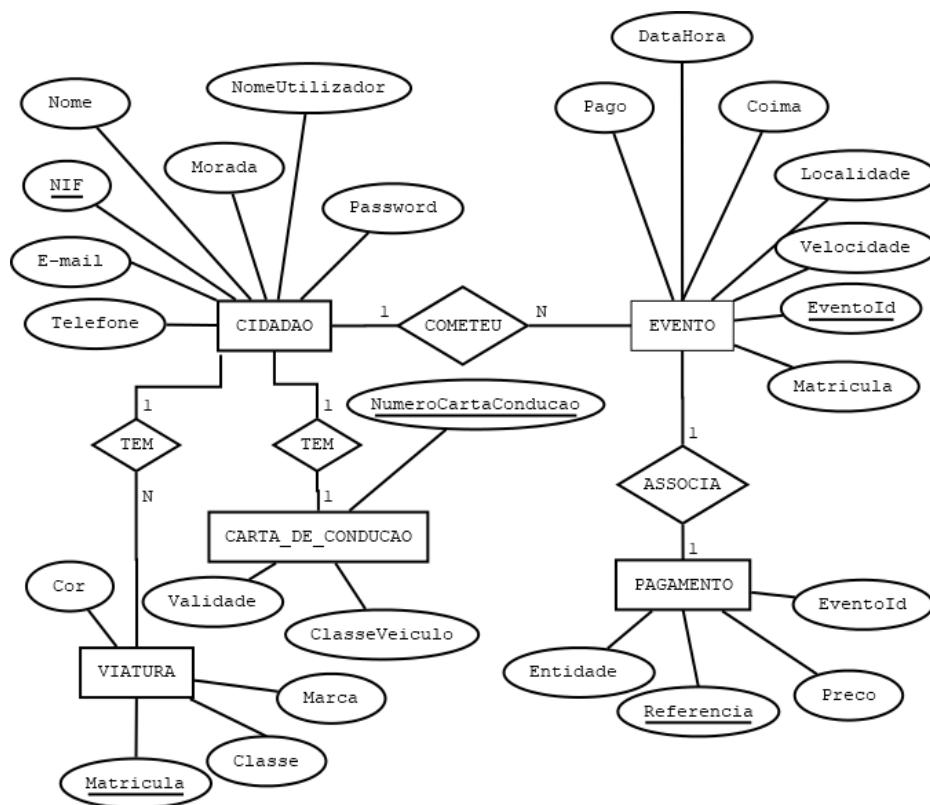 DataHora
NomeUtilizador
Nome
Pago
Coima
Morada
Localidade
NIF
Password
Velocidade
E-mail
EventoId
Telefone
CIDADAO
1
COMETEU
N
EVENTO
Matricula
1
1
NumeroCartaConducao
1
TEM
TEM
ASSOCIA
N
1
1
CARTA_DE_CONDUCAO
Cor
Validade
PAGAMENTO
EventoId
ClasseVeiculo
VIATURA
Entidade
Marca
Preco
Referencia
Classe
Matricula